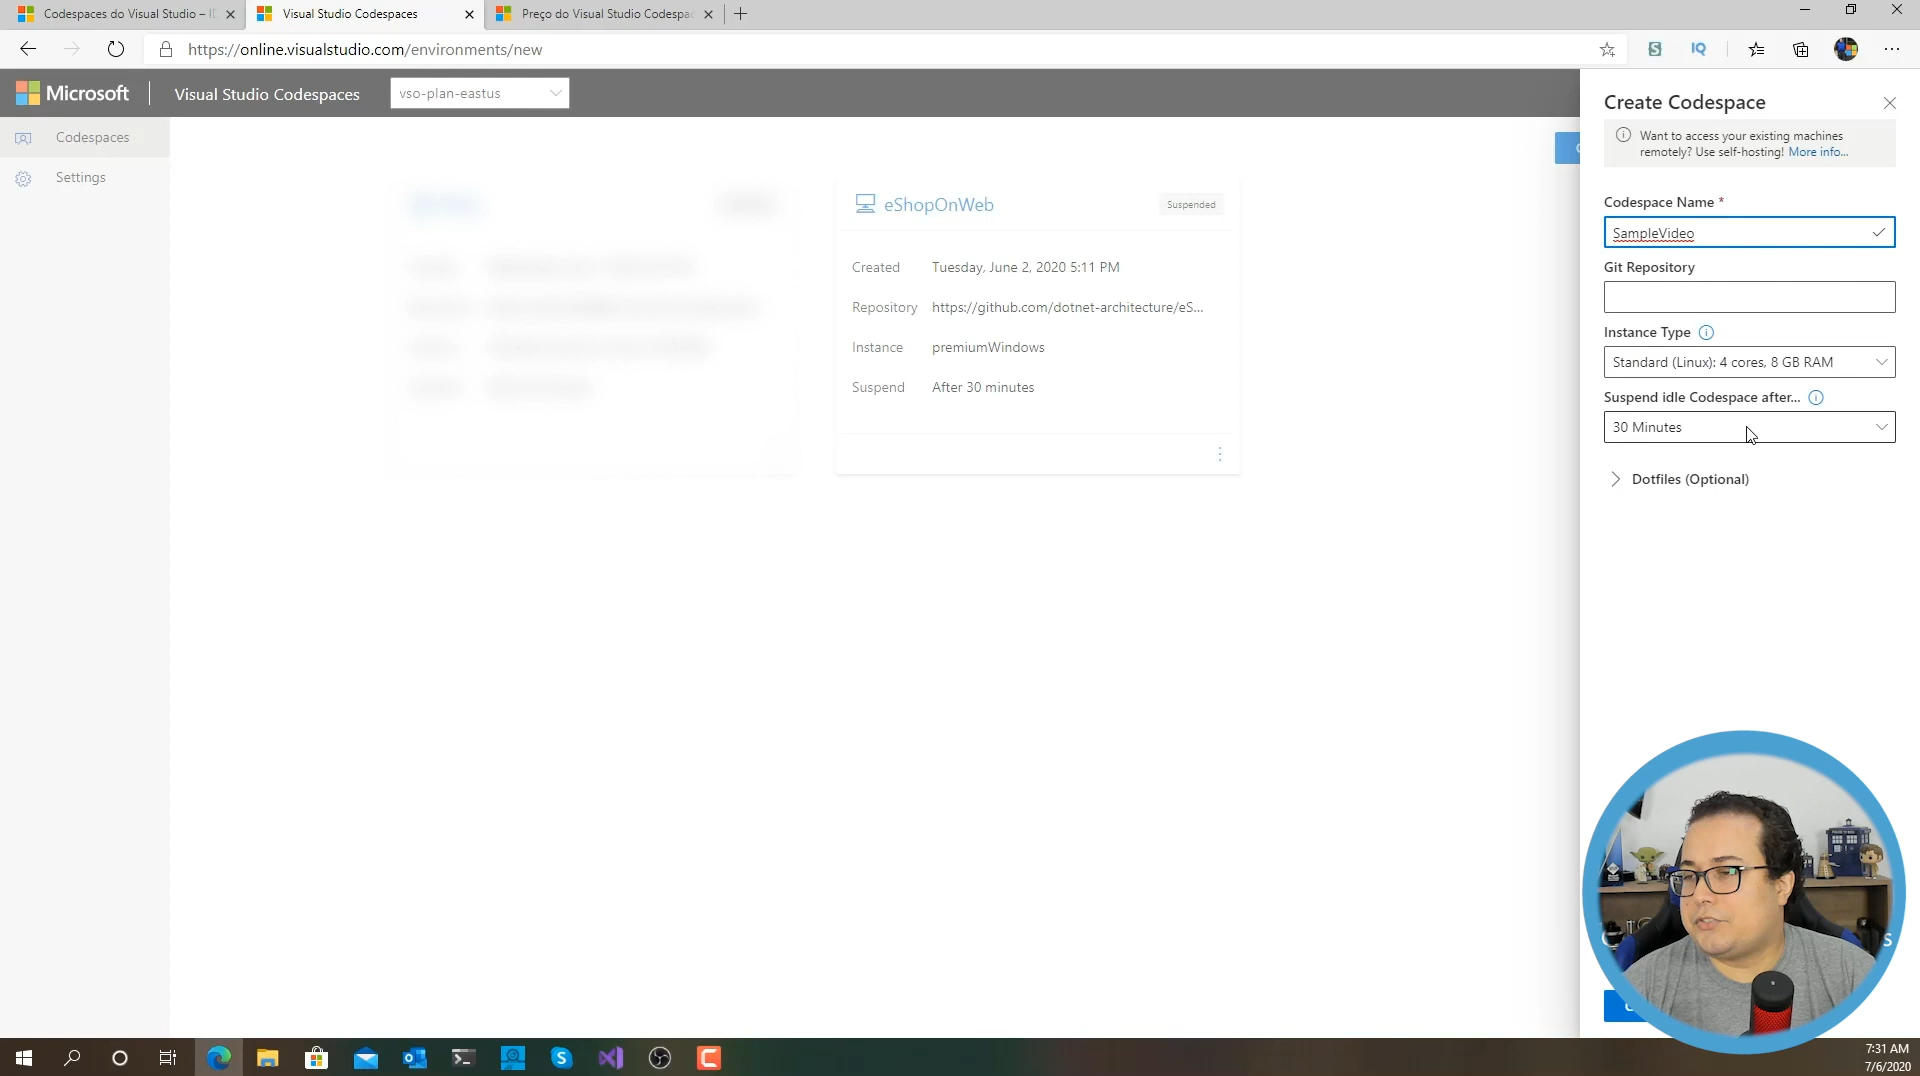 Codespaces do Visual Studio – I
Visual Studio Codespaces
Preço do Visual Studio Codespac
https://online.visualstudio.com/environments/new
Microsoft
Visual Studio Codespaces
vso-plan-eastus
Codespaces
Settings
eShopOnWeb
Suspended
Created Tuesday, June 2, 2020 5:11 PM
Repository https://github.com/dotnet-architecture/eS...
Instance premiumWindows
Suspend After 30 minutes
Create Codespace
Want to access your existing machines
remotely? Use self-hosting! More info...
Codespace Name *
SampleVideo
Git Repository
Instance Type
Standard (Linux): 4 cores, 8 GB RAM
Suspend idle Codespace after...
30 Minutes
Dotfiles (Optional)
7:31 AM
7/6/2020